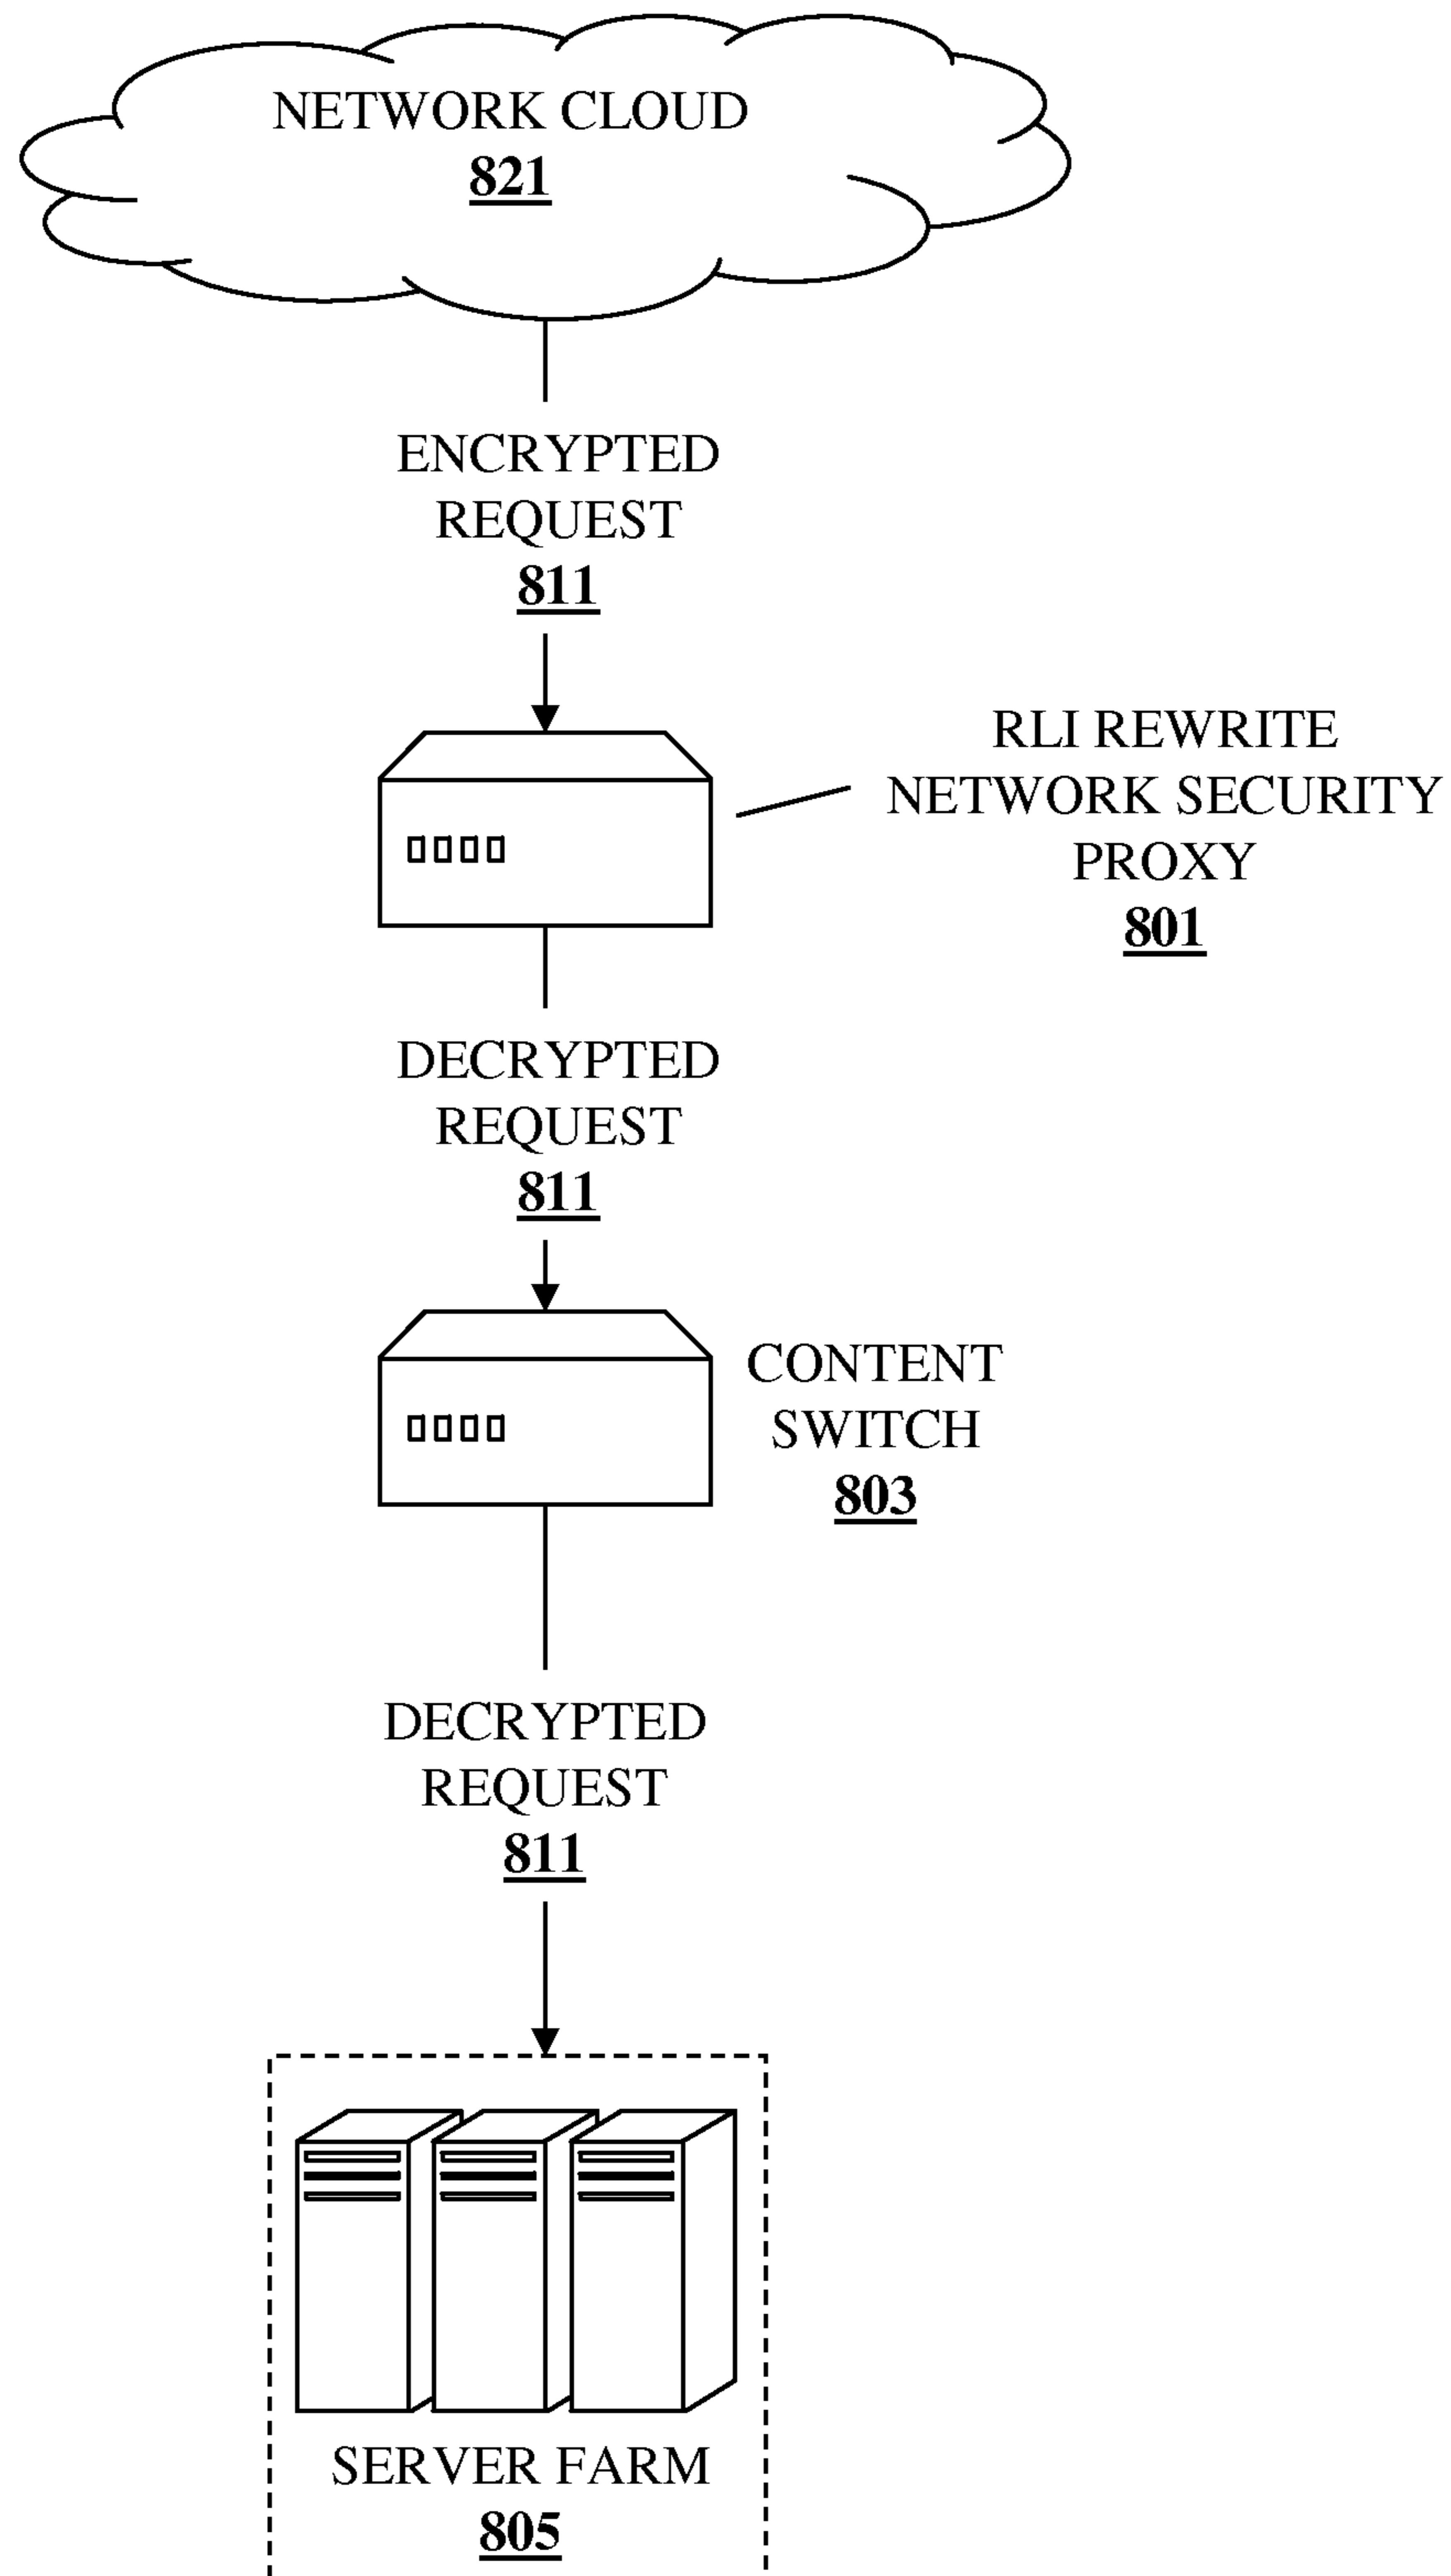 NETWORK CLOUD
821
ENCRYPTED
REQUEST
811
RLI REWRITE
NETWORK SECURITY
PROXY
801
DECRYPTED
REQUEST
811
CONTENT
SWITCH
803
DECRYPTED
REQUEST
811
SERVER FARM
805